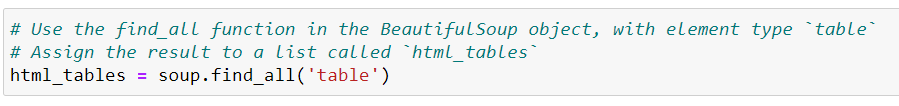 # Use the find_all function in the BeautifulSoup object, with element type `table`
# Assign the result to a list called `html_tables`
html_tables = soup.find_all('table')